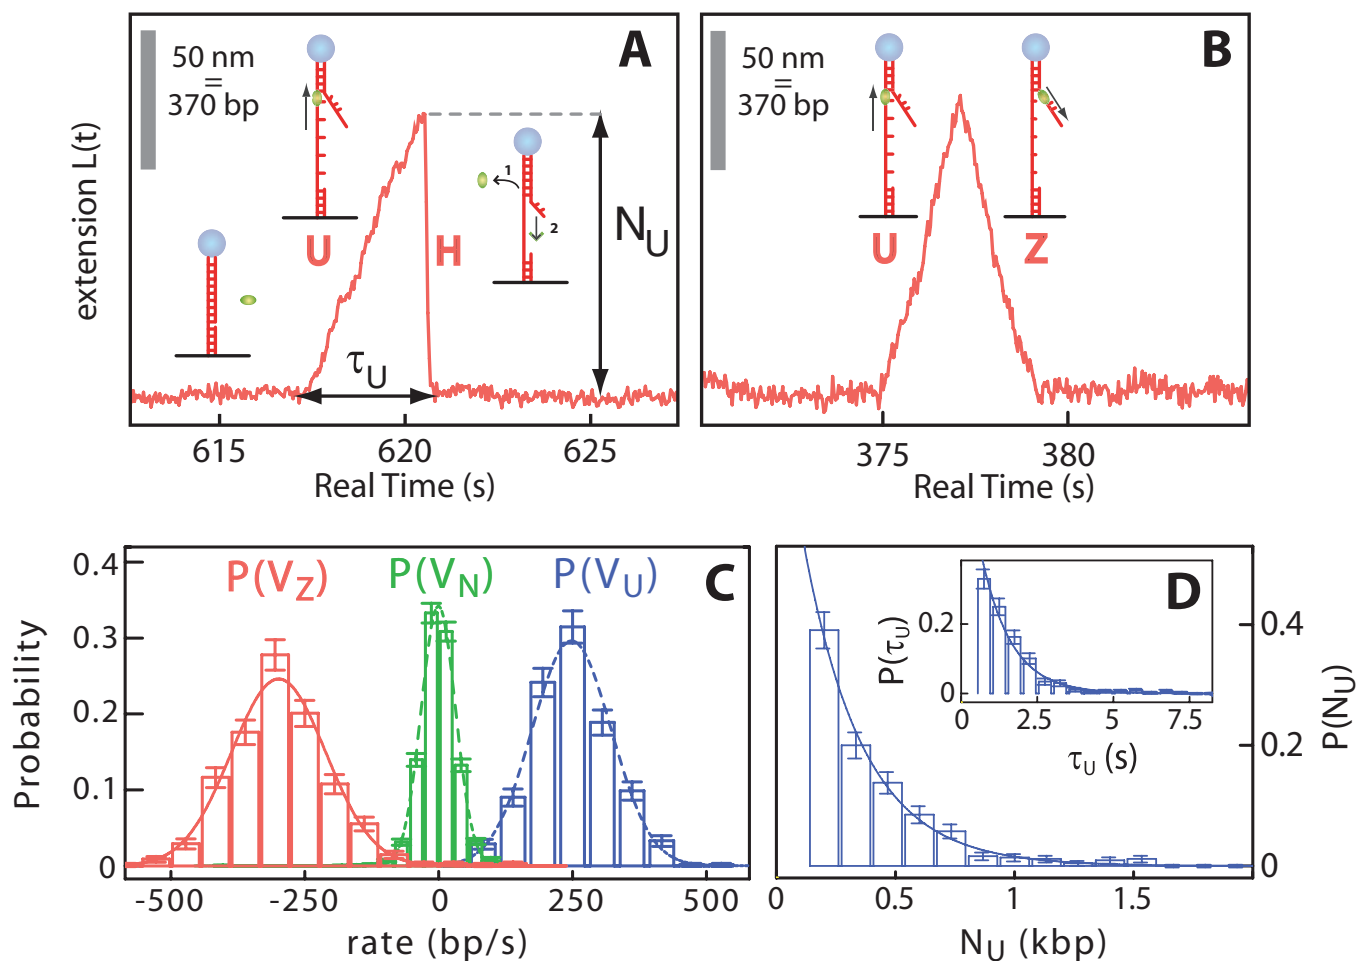 A
50 nm
=
370 bp
U
H
1
2
N_U
τ_U
extension L(t)
615
620
625
Real Time (s)
B
50 nm
=
370 bp
U
Z
375
380
Real Time (s)
C
P(V_Z)
P(V_N)
P(V_U)
Probability
0.4
0.3
0.2
0.1
0
-500
-250
0
250
500
rate (bp/s)
D
P(τ_U)
0.2
0
0
2.5
5
7.5
τ_U (s)
P(N_U)
0.4
0.2
0
0
0.5
1
1.5
N_U (kbp)